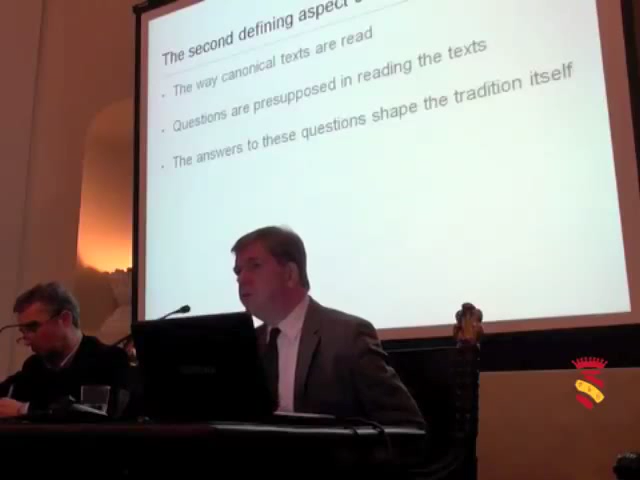 The second defining aspect
• The way canonical texts are read
• Questions are presupposed in reading the texts
• The answers to these questions shape the tradition itself